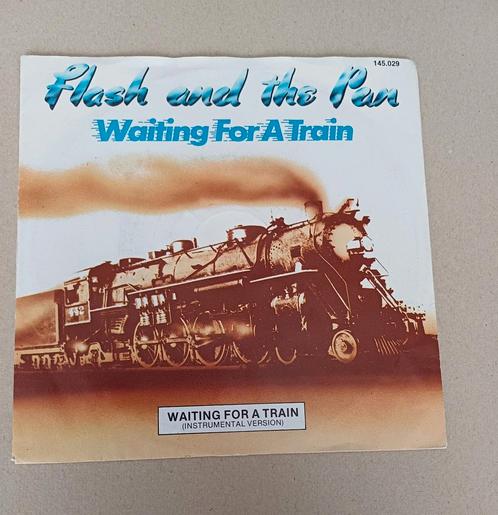 145.029
Flash and the Pan
Waiting For A Train
WAITING FOR A TRAIN
(INSTRUMENTAL VERSION)